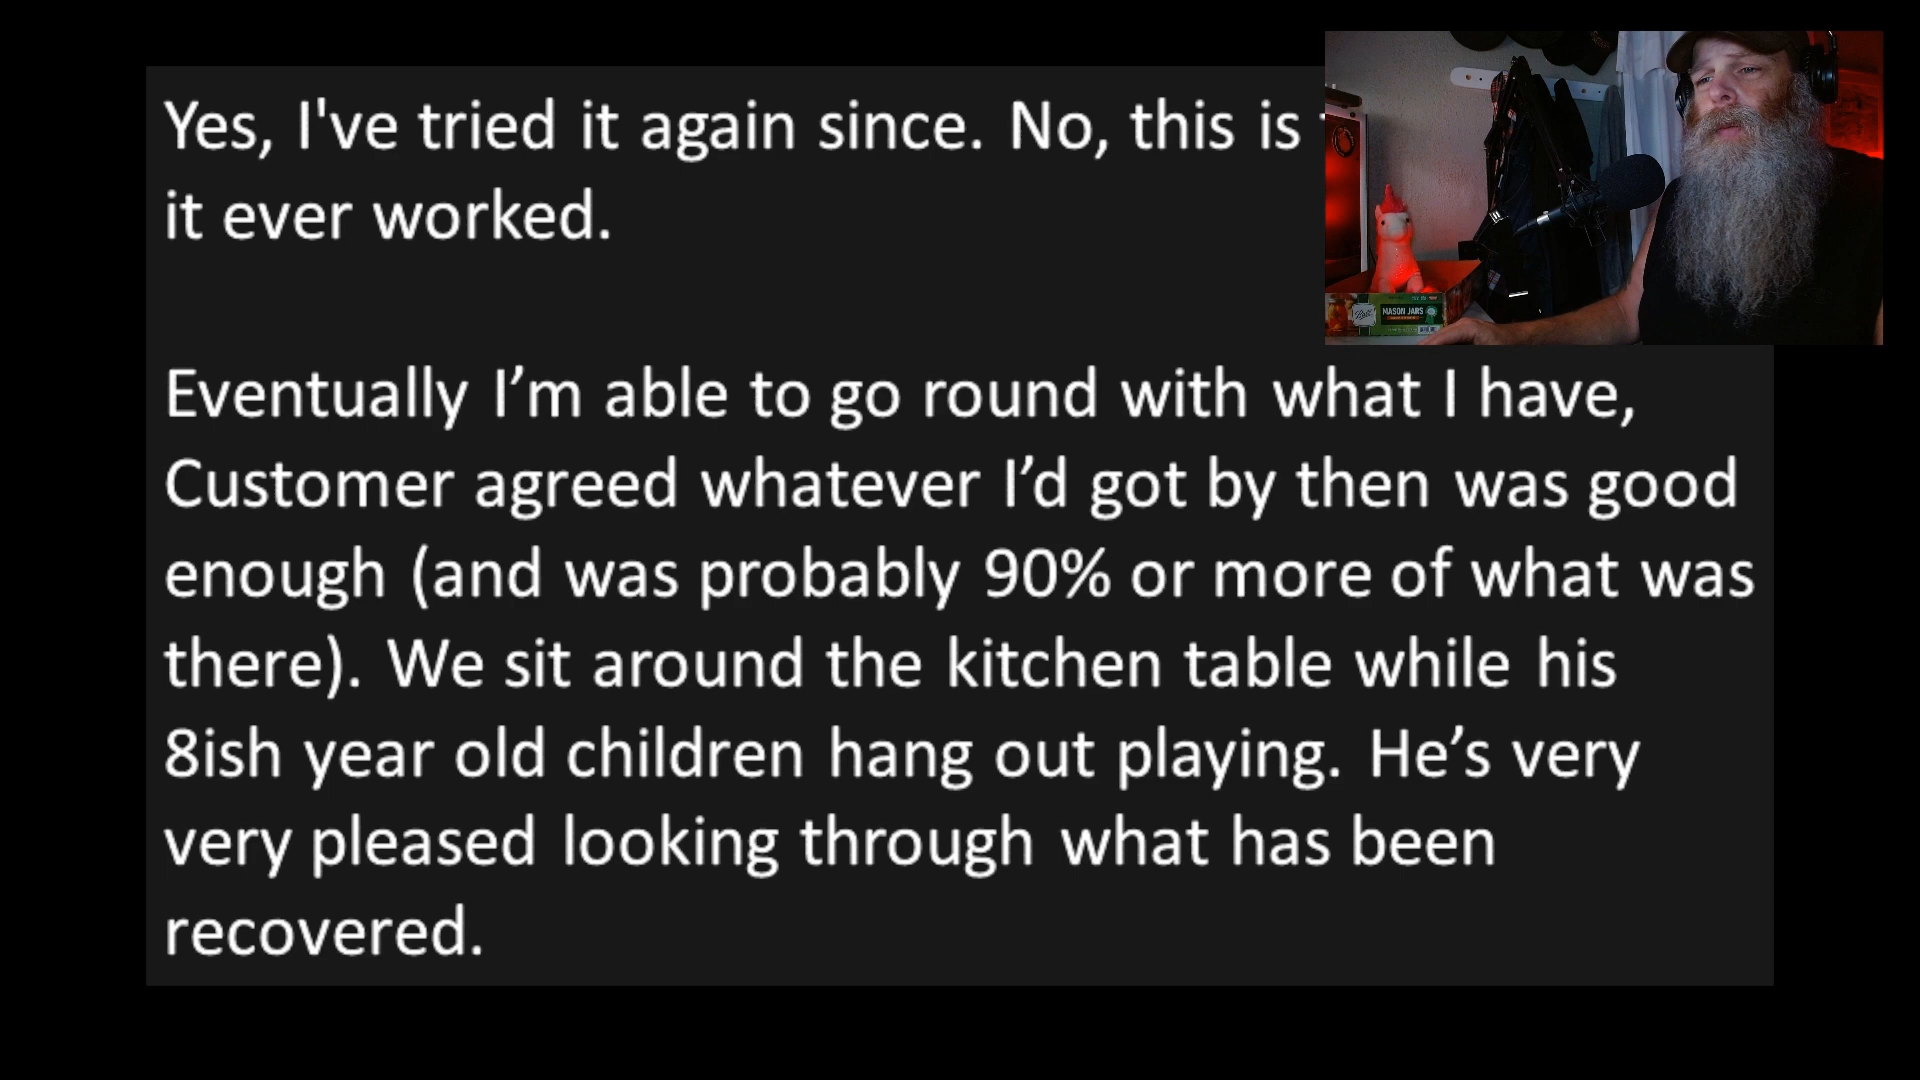 Yes, I've tried it again since. No, this is
it ever worked.
Eventually I’m able to go round with what I have,
Customer agreed whatever I’d got by then was good
enough (and was probably 90% or more of what was
there). We sit around the kitchen table while his
8ish year old children hang out playing. He’s very
very pleased looking through what has been
recovered.
Ball
MASON JARS